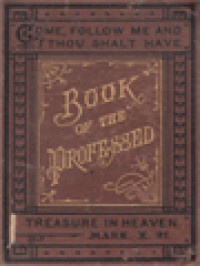 COME, FOLLOW ME AND
THOU SHALT HAVE
BOOK
OF THE
PROFESSED
TREASURE IN HEAVEN.
MARK. X. 21.